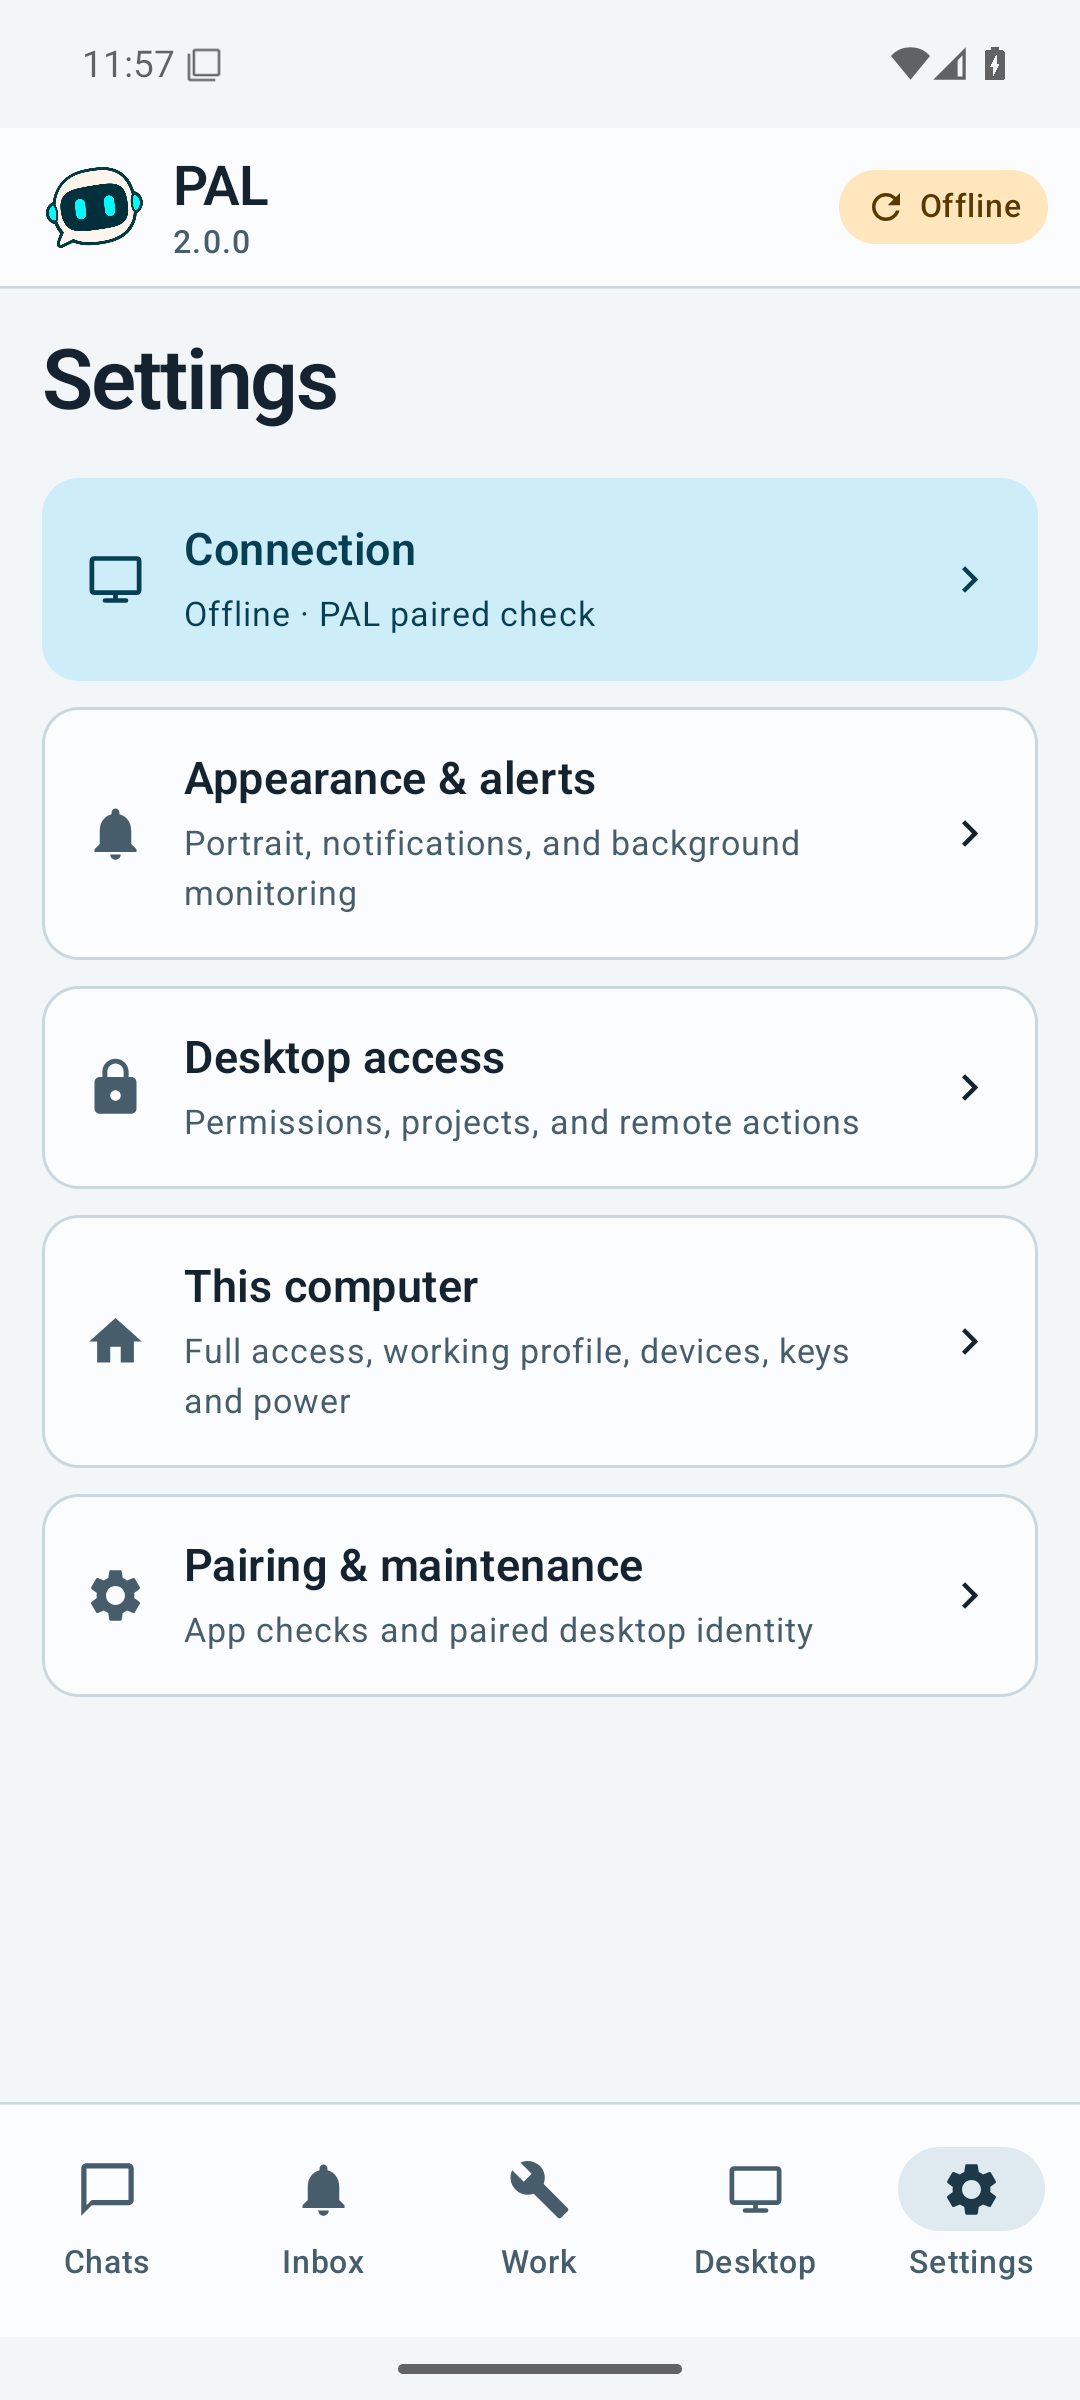 11:57
PAL
2.0.0
Offline
Settings
Connection
Offline · PAL paired check
Appearance & alerts
Portrait, notifications, and background
monitoring
Desktop access
Permissions, projects, and remote actions
This computer
Full access, working profile, devices, keys
and power
Pairing & maintenance
App checks and paired desktop identity
Chats
Inbox
Work
Desktop
Settings